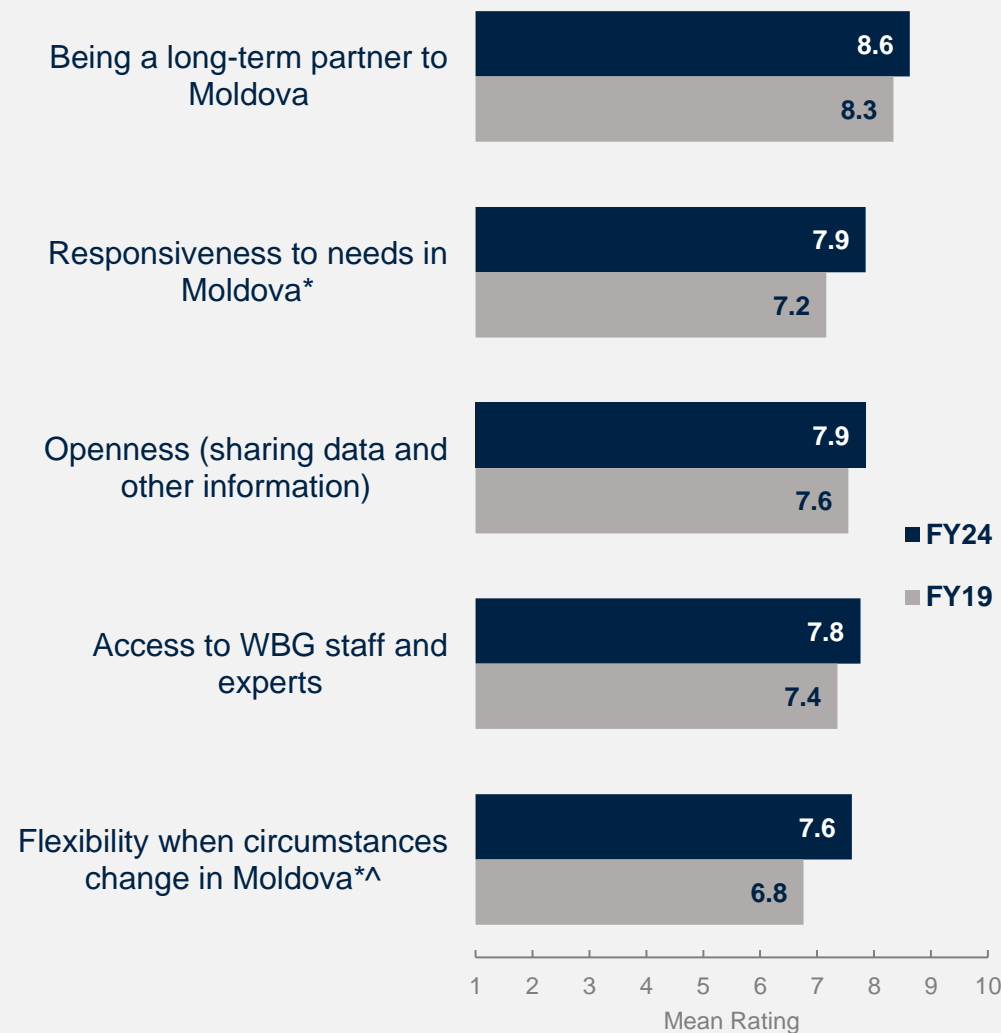 Being a long-term partner to
Moldova
8.6
8.3
Responsiveness to needs in
Moldova*
7.9
7.2
Openness (sharing data and
other information)
7.9
7.6
FY24
FY19
Access to WBG staff and
experts
7.8
7.4
Flexibility when circumstances
change in Moldova*^
7.6
6.8
1 2 3 4 5 6 7 8 9 10
Mean Rating